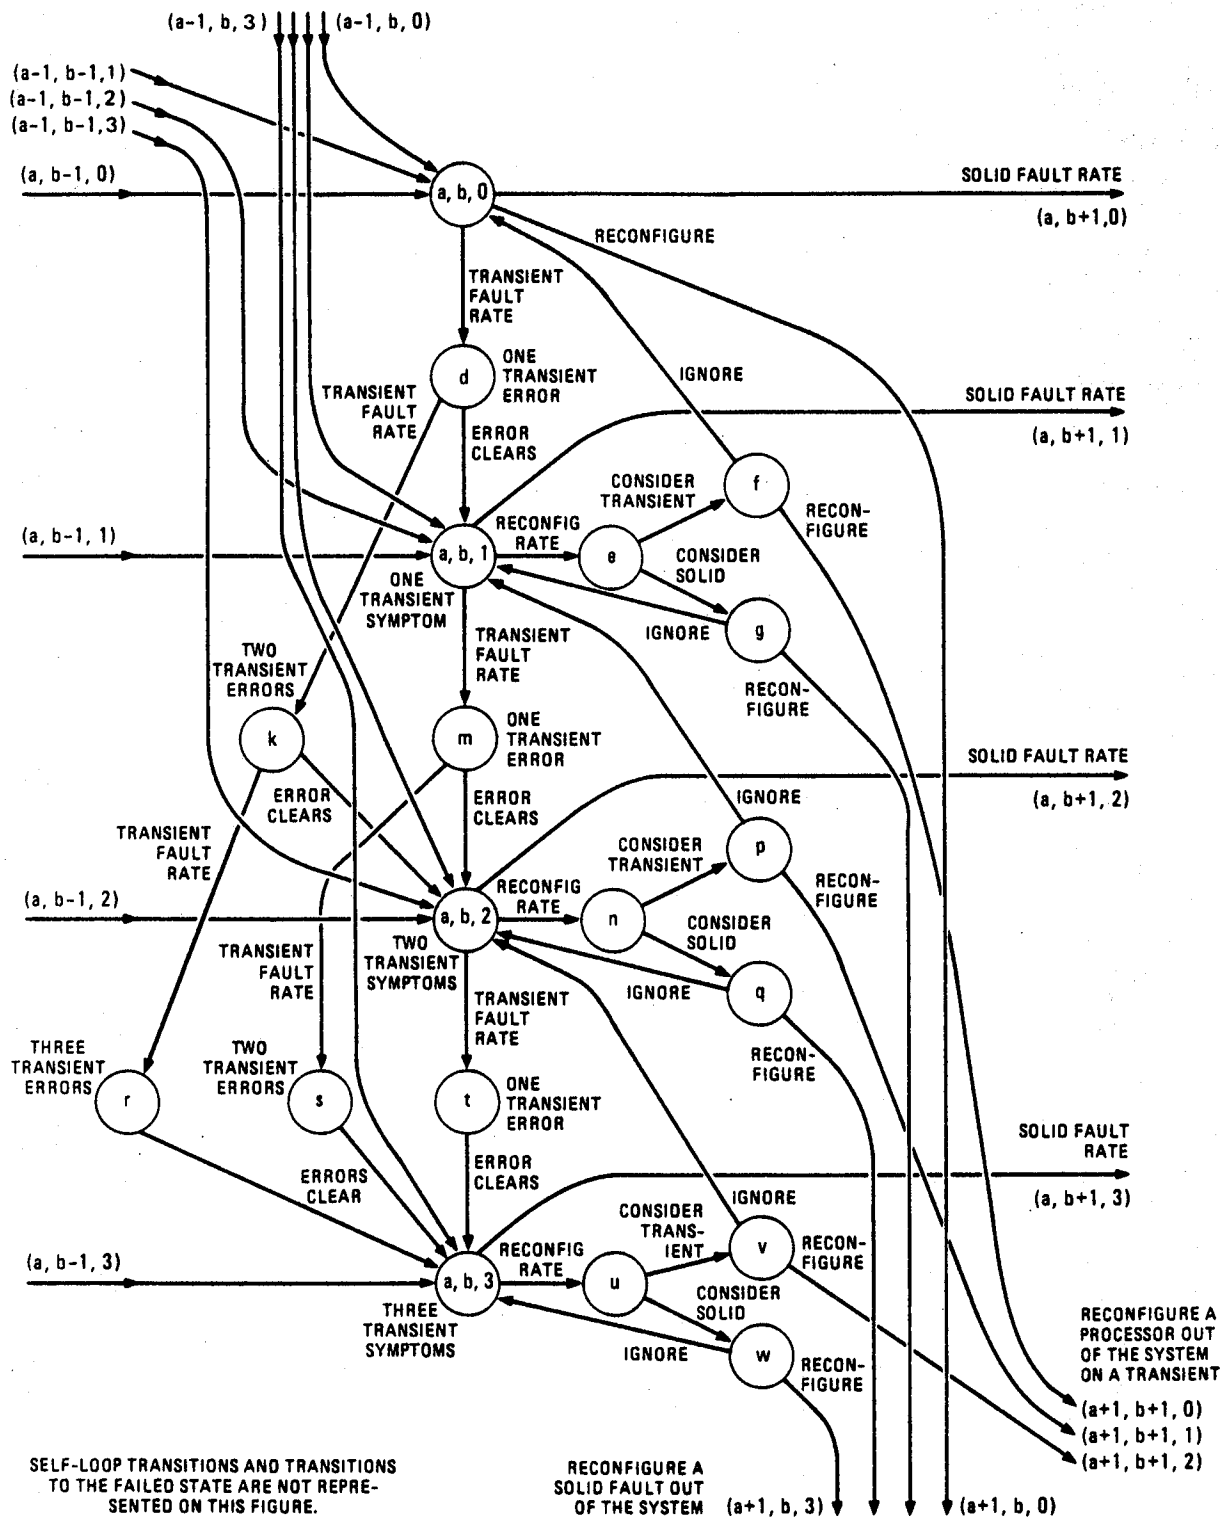 (a-1, b, 3)
(a-1, b, 0)
(a-1, b-1,1)
(a-1, b-1,2)
(a-1, b-1,3)
(a, b-1, 0)
a, b, 0
SOLID FAULT RATE
(a, b+1,0)
RECONFIGURE
TRANSIENT
FAULT
RATE
d
ONE
TRANSIENT
ERROR
TRANSIENT
FAULT
RATE
IGNORE
ERROR
CLEARS
SOLID FAULT RATE
(a, b+1, 1)
CONSIDER
TRANSIENT
f
RECON-
FIGURE
(a, b-1, 1)
a, b, 1
RECONFIG
RATE
e
CONSIDER
SOLID
ONE
TRANSIENT
SYMPTOM
IGNORE
g
TRANSIENT
FAULT
RATE
RECON-
FIGURE
TWO
TRANSIENT
ERRORS
k
m
ONE
TRANSIENT
ERROR
SOLID FAULT RATE
(a, b+1, 2)
ERROR
CLEARS
ERROR
CLEARS
IGNORE
TRANSIENT
FAULT
RATE
CONSIDER
TRANSIENT
p
RECON-
FIGURE
(a, b-1, 2)
a, b, 2
RECONFIG
RATE
n
CONSIDER
SOLID
TWO
TRANSIENT
SYMPTOMS
IGNORE
q
TRANSIENT
FAULT
RATE
TRANSIENT
FAULT
RATE
RECON-
FIGURE
THREE
TRANSIENT
ERRORS
r
TWO
TRANSIENT
ERRORS
s
t
ONE
TRANSIENT
ERROR
SOLID FAULT
RATE
(a, b+1, 3)
ERRORS
CLEAR
ERROR
CLEARS
IGNORE
CONSIDER
TRANS-
IENT
v
RECON-
FIGURE
(a, b-1, 3)
a, b, 3
RECONFIG
RATE
u
CONSIDER
SOLID
THREE
TRANSIENT
SYMPTOMS
IGNORE
w
RECON-
FIGURE
RECONFIGURE A
PROCESSOR OUT
OF THE SYSTEM
ON A TRANSIENT
(a+1, b+1, 0)
(a+1, b+1, 1)
(a+1, b+1, 2)
SELF-LOOP TRANSITIONS AND TRANSITIONS
TO THE FAILED STATE ARE NOT REPRE-
SENTED ON THIS FIGURE.
RECONFIGURE A
SOLID FAULT OUT
OF THE SYSTEM
(a+1, b, 3)
(a+1, b, 0)